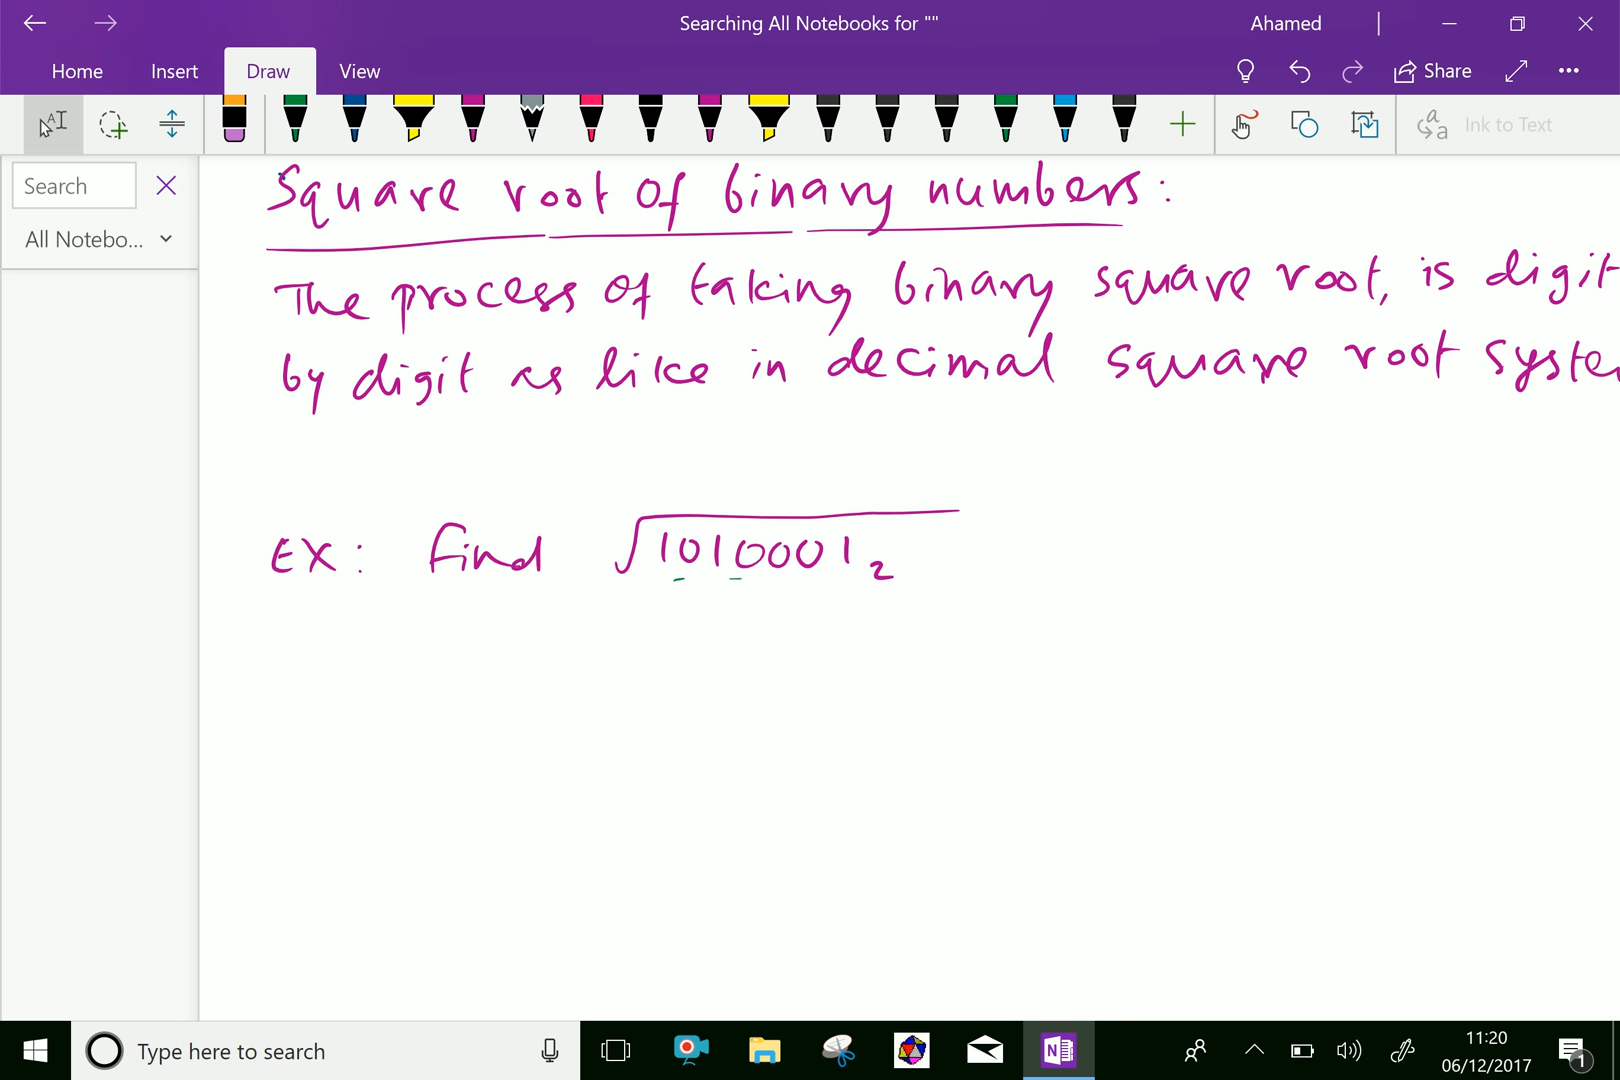 Searching All Notebooks for ""
Ahamed
Home
Insert
Draw
View
Share
Ink to Text
Search
All Notebo...
Square root of binary numbers:
The process of taking binary square root, is digit
by digit as like in decimal square root system
EX: Find √1010001₂
Type here to search
11:20
06/12/2017
1